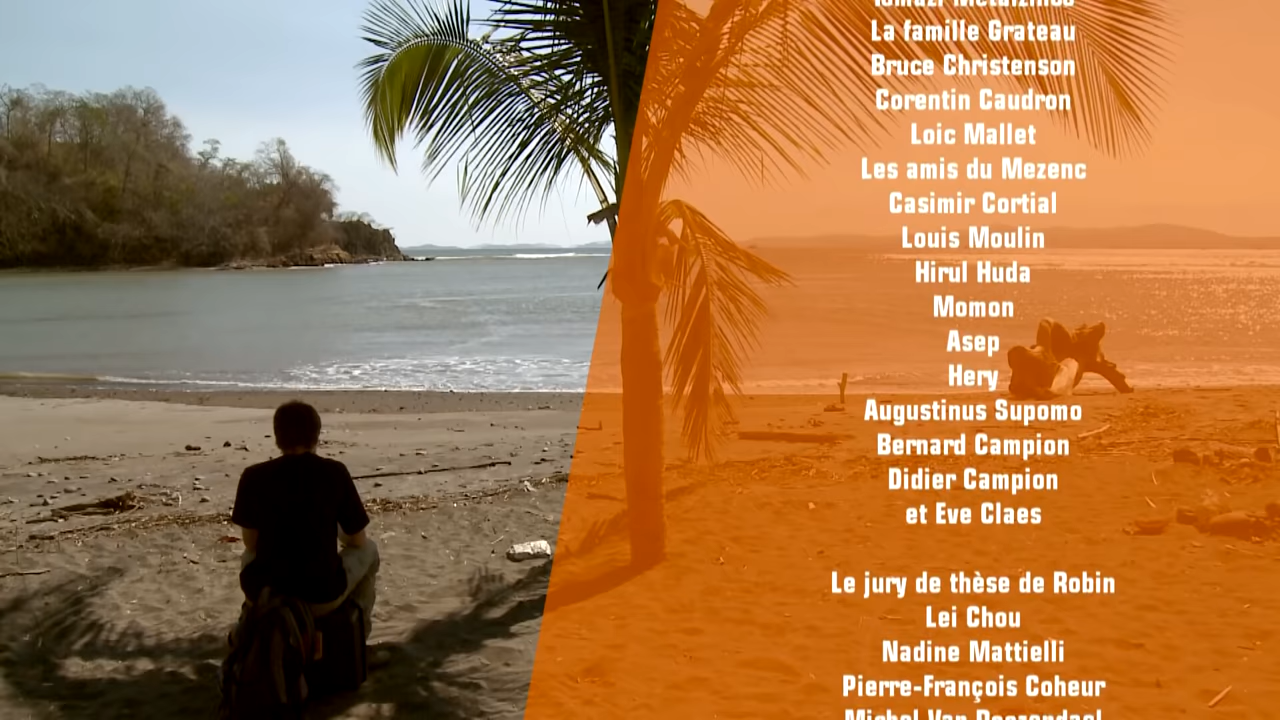 La famille Grateau
Bruce Christenson
Corentin Caudron
Loic Mallet
Les amis du Mezenc
Casimir Cortial
Louis Moulin
Hirul Huda
Momon
Asep
Hery
Augustinus Supomo
Bernard Campion
Didier Campion
et Eve Claes
Le jury de thèse de Robin
Lei Chou
Nadine Mattielli
Pierre-François Coheur
Michel Van